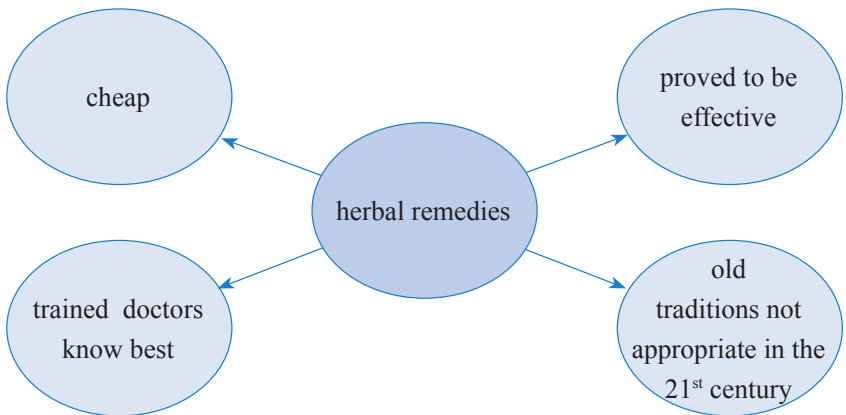 cheap
proved to be
effective
herbal remedies
trained doctors
know best
old
traditions not
appropriate in the
21st century